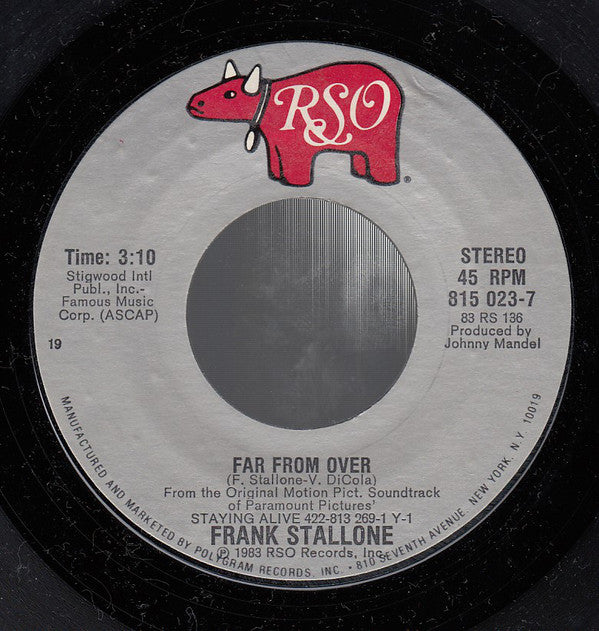 RSO
®
Time: 3:10
Stigwood Intl
Publ., Inc.-
Famous Music
Corp. (ASCAP)
19
STEREO
45 RPM
815 023-7
83 RS 136
Produced by
Johnny Mandel
FAR FROM OVER
(F. Stallone-V. DiCola)
From the Original Motion Pict. Soundtrack
of Paramount Pictures'
STAYING ALIVE 422-813 269-1 Y-1
FRANK STALLONE
℗ 1983 RSO Records, Inc.
MANUFACTURED AND MARKETED BY POLYGRAM RECORDS, INC. • 810 SEVENTH AVENUE, NEW YORK, N.Y. 10019